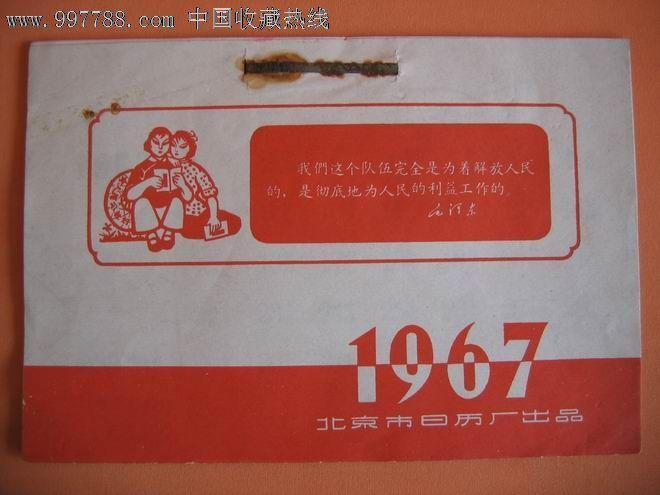 www.997788.com 中国收藏热线
我們这个队伍完全是为着解放人民
的，是彻底地为人民的利益工作的。
毛泽东
1967
北京市日历厂出品